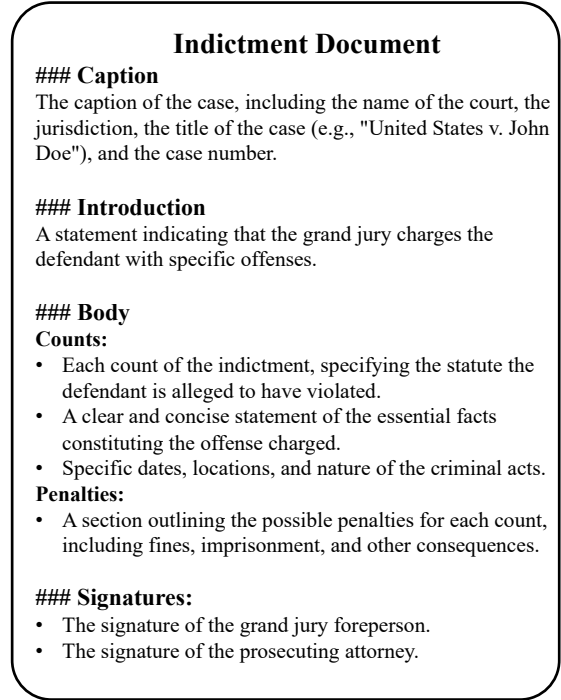 Indictment Document
### Caption
The caption of the case, including the name of the court, the
jurisdiction, the title of the case (e.g., "United States v. John
Doe"), and the case number.
### Introduction
A statement indicating that the grand jury charges the
defendant with specific offenses.
### Body
Counts:
• Each count of the indictment, specifying the statute the
defendant is alleged to have violated.
• A clear and concise statement of the essential facts
constituting the offense charged.
• Specific dates, locations, and nature of the criminal acts.
Penalties:
• A section outlining the possible penalties for each count,
including fines, imprisonment, and other consequences.
### Signatures:
• The signature of the grand jury foreperson.
• The signature of the prosecuting attorney.